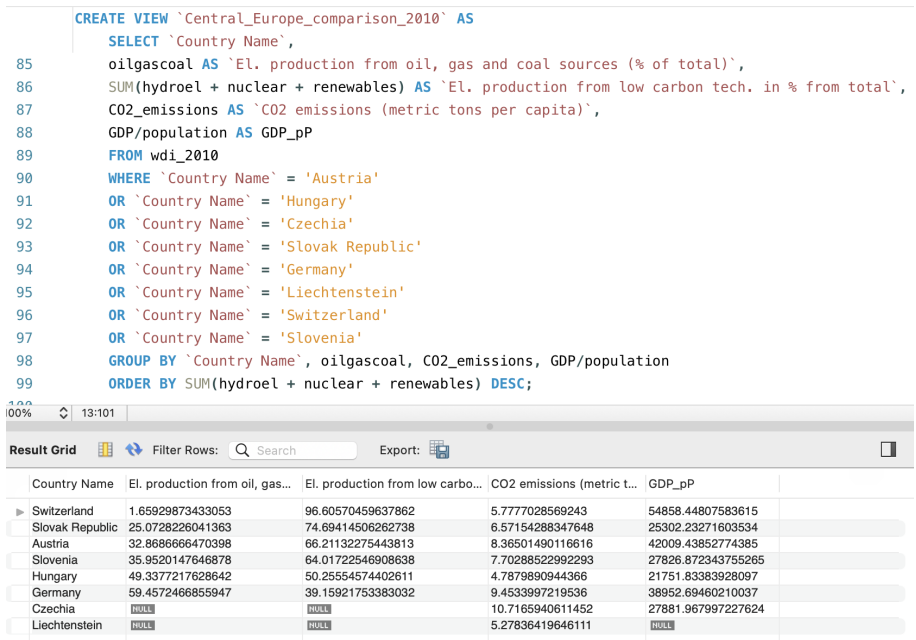 CREATE VIEW `Central_Europe_comparison_2010` AS
SELECT `Country Name`,
85 oilgascoal AS `El. production from oil, gas and coal sources (% of total)`,
86 SUM(hydroel + nuclear + renewables) AS `El. production from low carbon tech. in % from total`,
87 CO2_emissions AS `CO2 emissions (metric tons per capita)`,
88 GDP/population AS GDP_pP
89 FROM wdi_2010
90 WHERE `Country Name` = 'Austria'
91 OR `Country Name` = 'Hungary'
92 OR `Country Name` = 'Czechia'
93 OR `Country Name` = 'Slovak Republic'
94 OR `Country Name` = 'Germany'
95 OR `Country Name` = 'Liechtenstein'
96 OR `Country Name` = 'Switzerland'
97 OR `Country Name` = 'Slovenia'
98 GROUP BY `Country Name`, oilgascoal, CO2_emissions, GDP/population
99 ORDER BY SUM(hydroel + nuclear + renewables) DESC;
00% 13:101
Result Grid Filter Rows: Search Export:
Country Name El. production from oil, gas... El. production from low carbo... CO2 emissions (metric t... GDP_pP
Switzerland 1.65929873433053 96.60570459637862 5.7777028569243 54858.44807583615
Slovak Republic 25.0728226041363 74.69414506262738 6.57154288347648 25302.23271603534
Austria 32.8686666470398 66.21132275443813 8.36501490116616 42009.43852774385
Slovenia 35.9520147646878 64.01722546908638 7.70288522992293 27826.872343755265
Hungary 49.3377217628642 50.25554574402611 4.7879890944366 21751.83383928097
Germany 59.4572466855947 39.15921753383032 9.4533997219536 38952.69460210037
Czechia NULL NULL 10.7165940611452 27881.967997227624
Liechtenstein NULL NULL 5.27836419646111 NULL